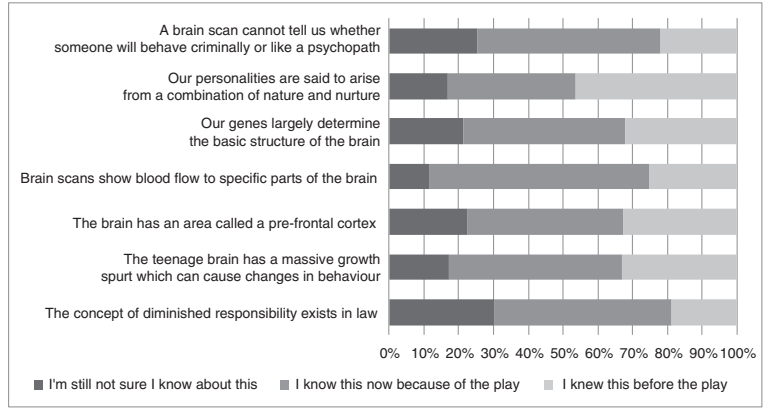 A brain scan cannot tell us whether
someone will behave criminally or like a psychopath
Our personalities are said to arise
from a combination of nature and nurture
Our genes largely determine
the basic structure of the brain
Brain scans show blood flow to specific parts of the brain
The brain has an area called a pre-frontal cortex
The teenage brain has a massive growth
spurt which can cause changes in behaviour
The concept of diminished responsibility exists in law
0% 10% 20% 30% 40% 50% 60% 70% 80% 90% 100%
I'm still not sure I know about this I know this now because of the play I knew this before the play